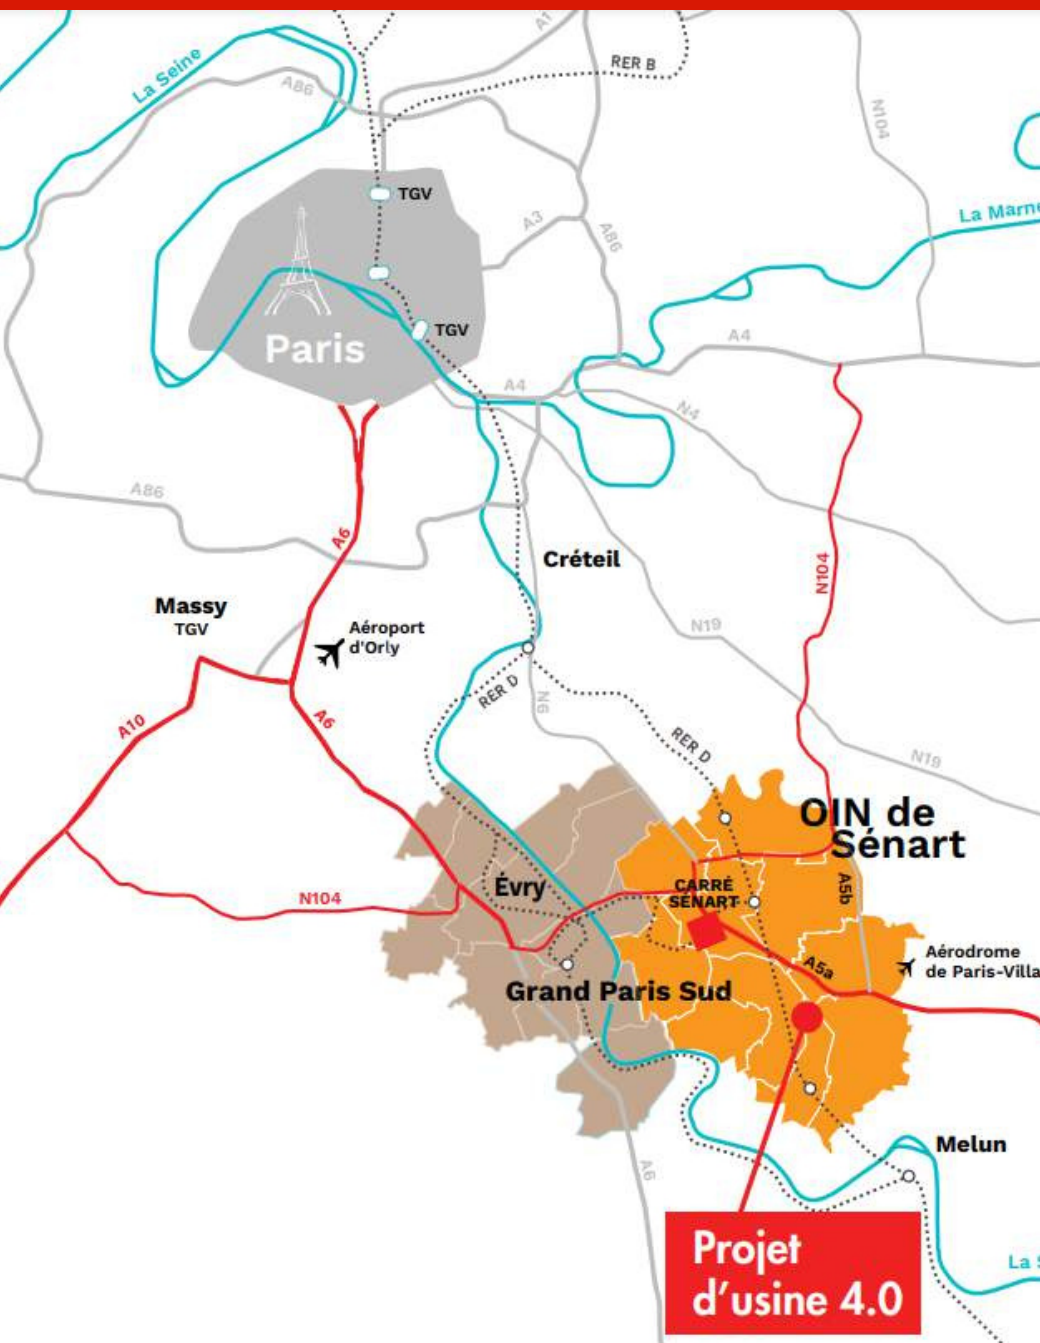 A1
RER B
La Seine
A86
N104
TGV
La Marne
A3
A86
TGV
Paris
A4
A4
N4
A86
A6
Créteil
N104
Massy
TGV
Aéroport
d'Orly
N19
RER D
N6
A10
A6
RER D
N19
OIN de
Sénart
Évry
CARRÉ
SÉNART
A5b
N104
Aérodrome
de Paris-Villa
A5a
Grand Paris Sud
Melun
A6
Projet
d'usine 4.0
La S